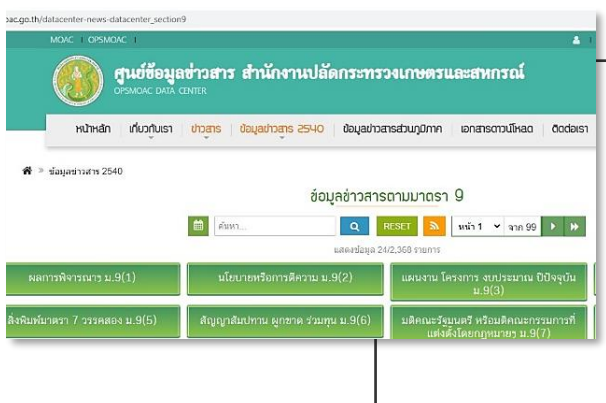 oac.go.th/datacenter-news-datacenter_section9
MOAC | OPSMOAC |
ศูนย์ข้อมูลข่าวสาร สำนักงานปลัดกระทรวงเกษตรและสหกรณ์
OPSMOAC DATA CENTER
หน้าหลัก เกี่ยวกับเรา ข่าวสาร ข้อมูลข่าวสาร 2540 ข้อมูลข่าวสารส่วนภูมิภาค เอกสารดาวน์โหลด ติดต่อเรา
» ข้อมูลข่าวสาร 2540
ข้อมูลข่าวสารตามมาตรา 9
ค้นหา... RESET หน้า 1 จาก 99
แสดงข้อมูล 24/2,368 รายการ
ผลการพิจารณาฯ ม.9(1) นโยบายหรือการตีความ ม.9(2) แผนงาน โครงการ งบประมาณ ปีปัจจุบัน ม.9(3)
สิ่งพิมพ์มาตรา 7 วรรคสอง ม.9(5) สัญญาสัมปทาน ผูกขาด ร่วมทุน ม.9(6) มติคณะรัฐมนตรี หรือมติคณะกรรมการที่แต่งตั้งโดยกฎหมายฯ ม.9(7)